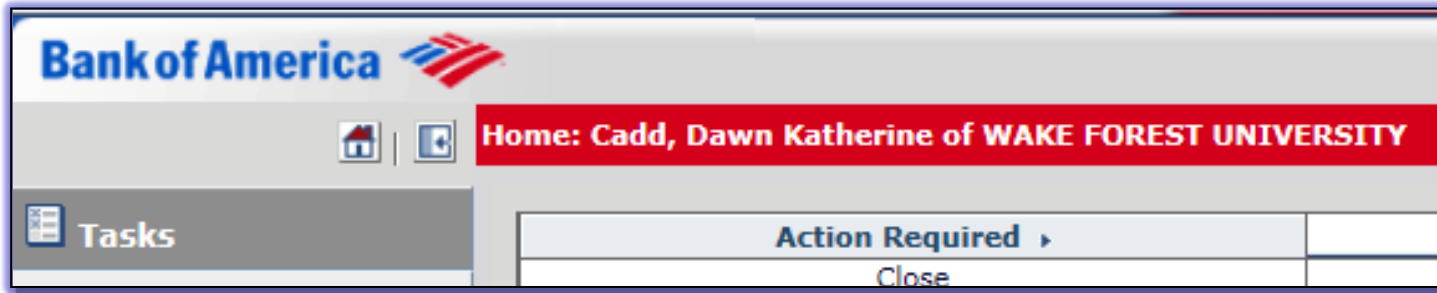 Bank of America
Home: Cadd, Dawn Katherine of WAKE FOREST UNIVERSITY
Tasks
Action Required
Close